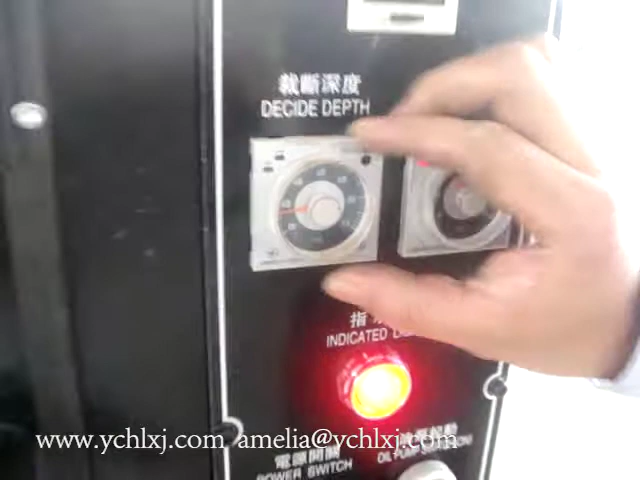 裁斷深度
DECIDE DEPTH
指
INDICATED
電源開關
POWER SWITCH
OIL PUMP
www.ychlxj.com amelia@ychlxj.com